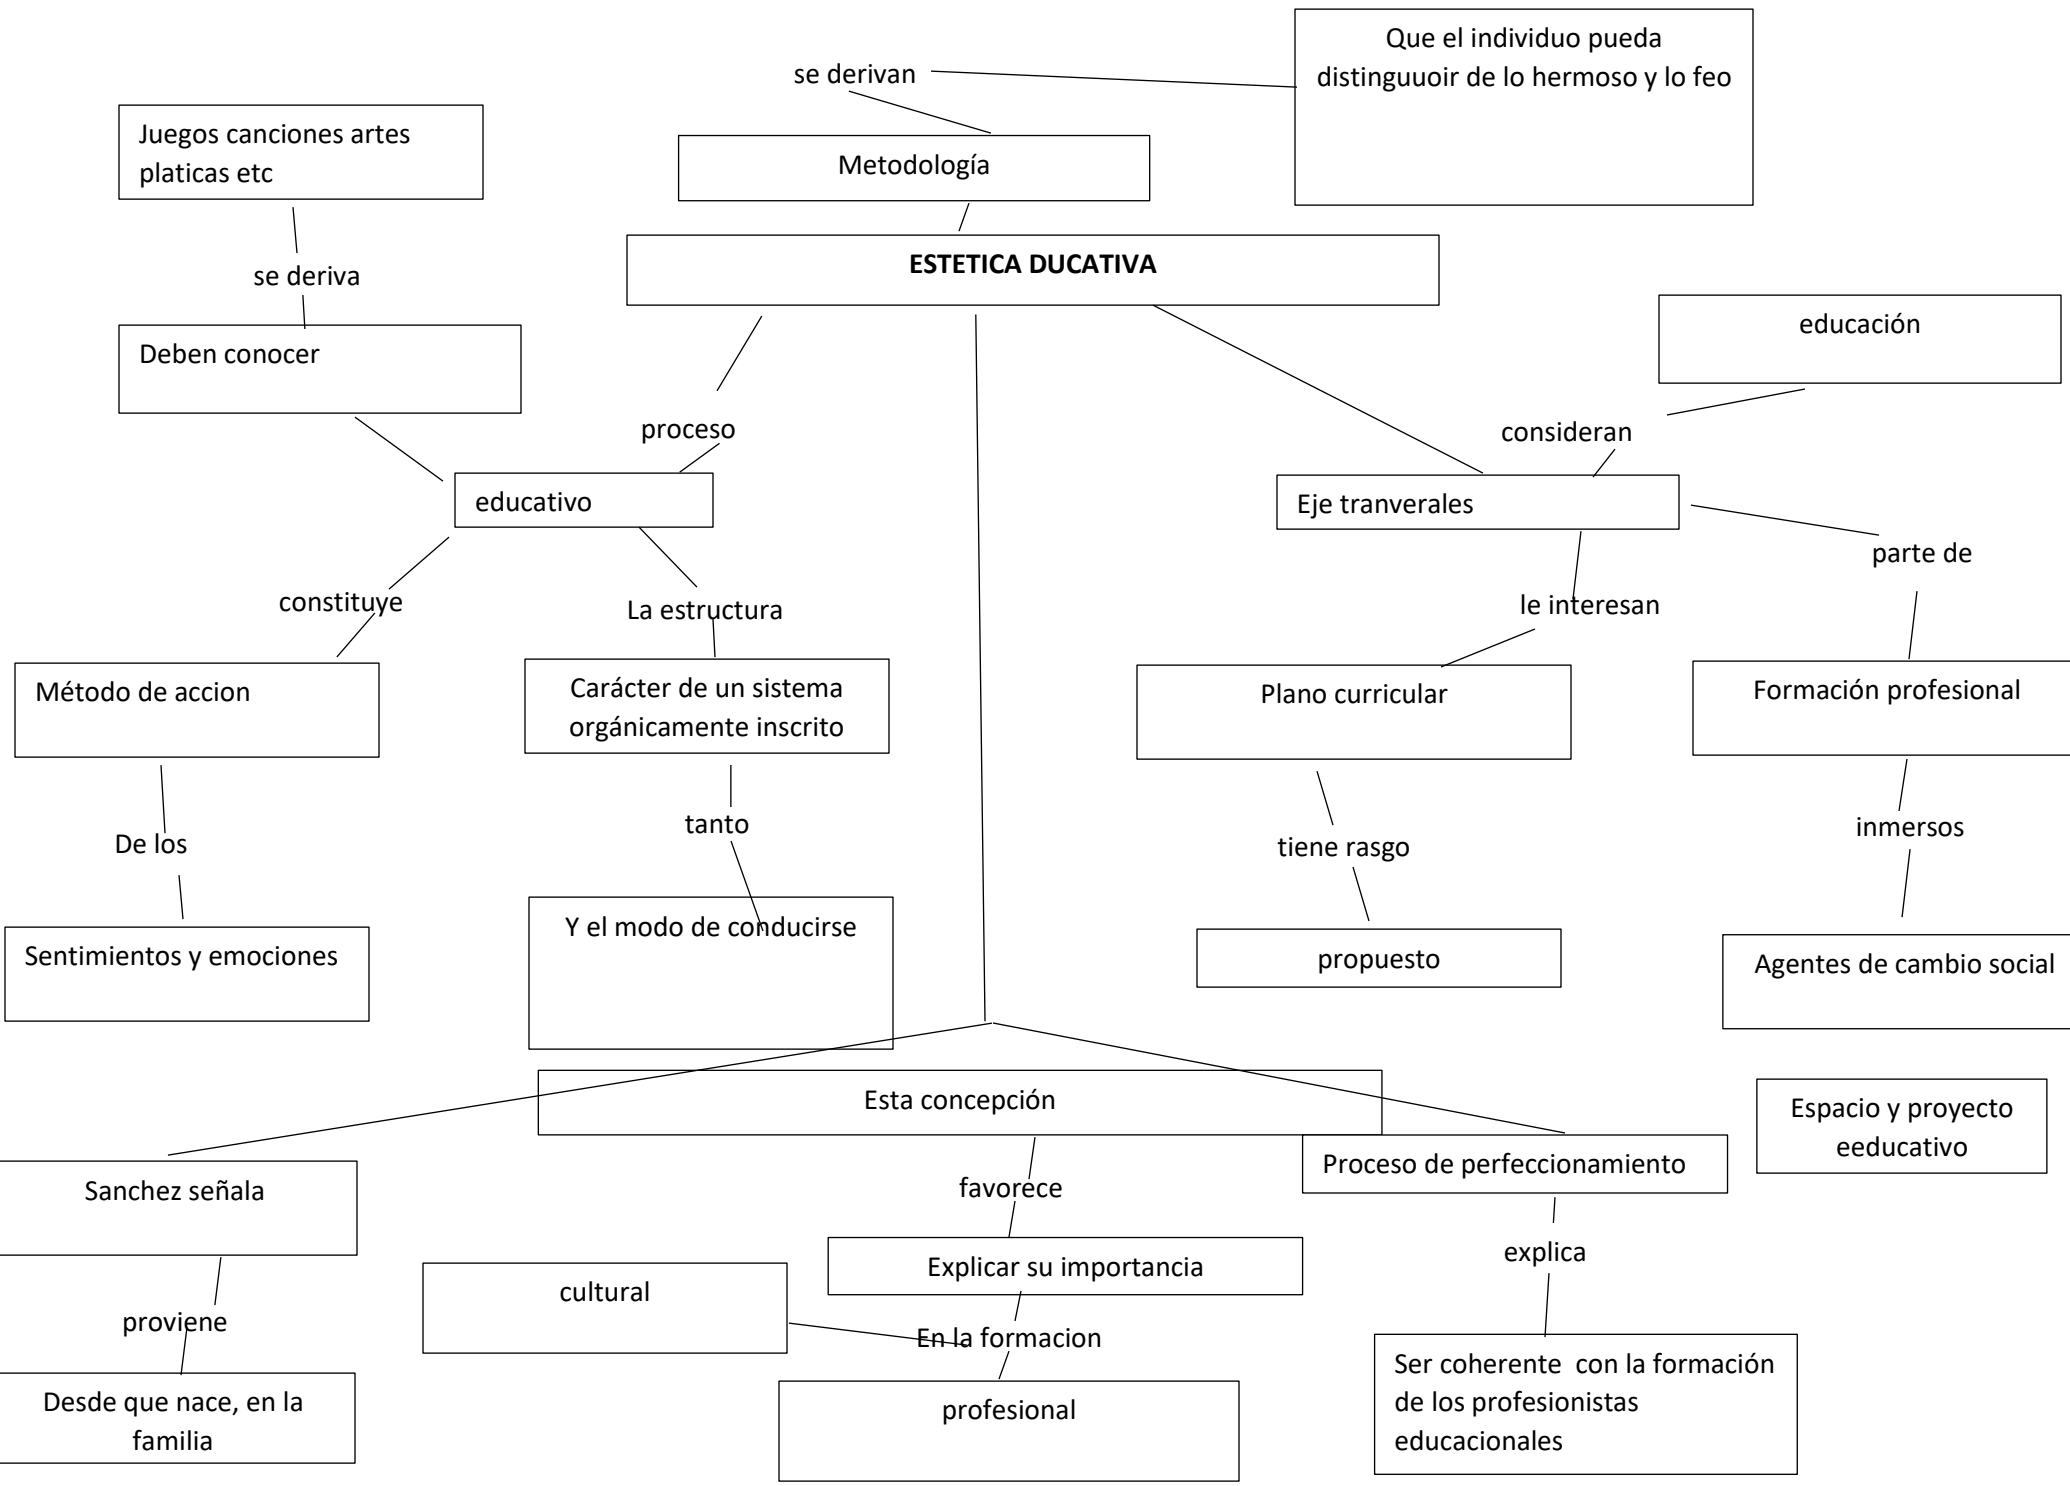 Que el individuo pueda
distinguuoir de lo hermoso y lo feo
se derivan
Juegos canciones artes
platicas etc
Metodología
se deriva
ESTETICA DUCATIVA
educación
Deben conocer
proceso
consideran
educativo
Eje tranverales
parte de
constituye
La estructura
le interesan
Método de accion
Carácter de un sistema
orgánicamente inscrito
Plano curricular
Formación profesional
De los
tanto
tiene rasgo
inmersos
Sentimientos y emociones
Y el modo de conducirse
propuesto
Agentes de cambio social
Esta concepción
Espacio y proyecto
eeducativo
Sanchez señala
favorece
Proceso de perfeccionamiento
cultural
Explicar su importancia
explica
proviene
En la formacion
Desde que nace, en la
familia
profesional
Ser coherente  con la formación
de los profesionistas
educacionales